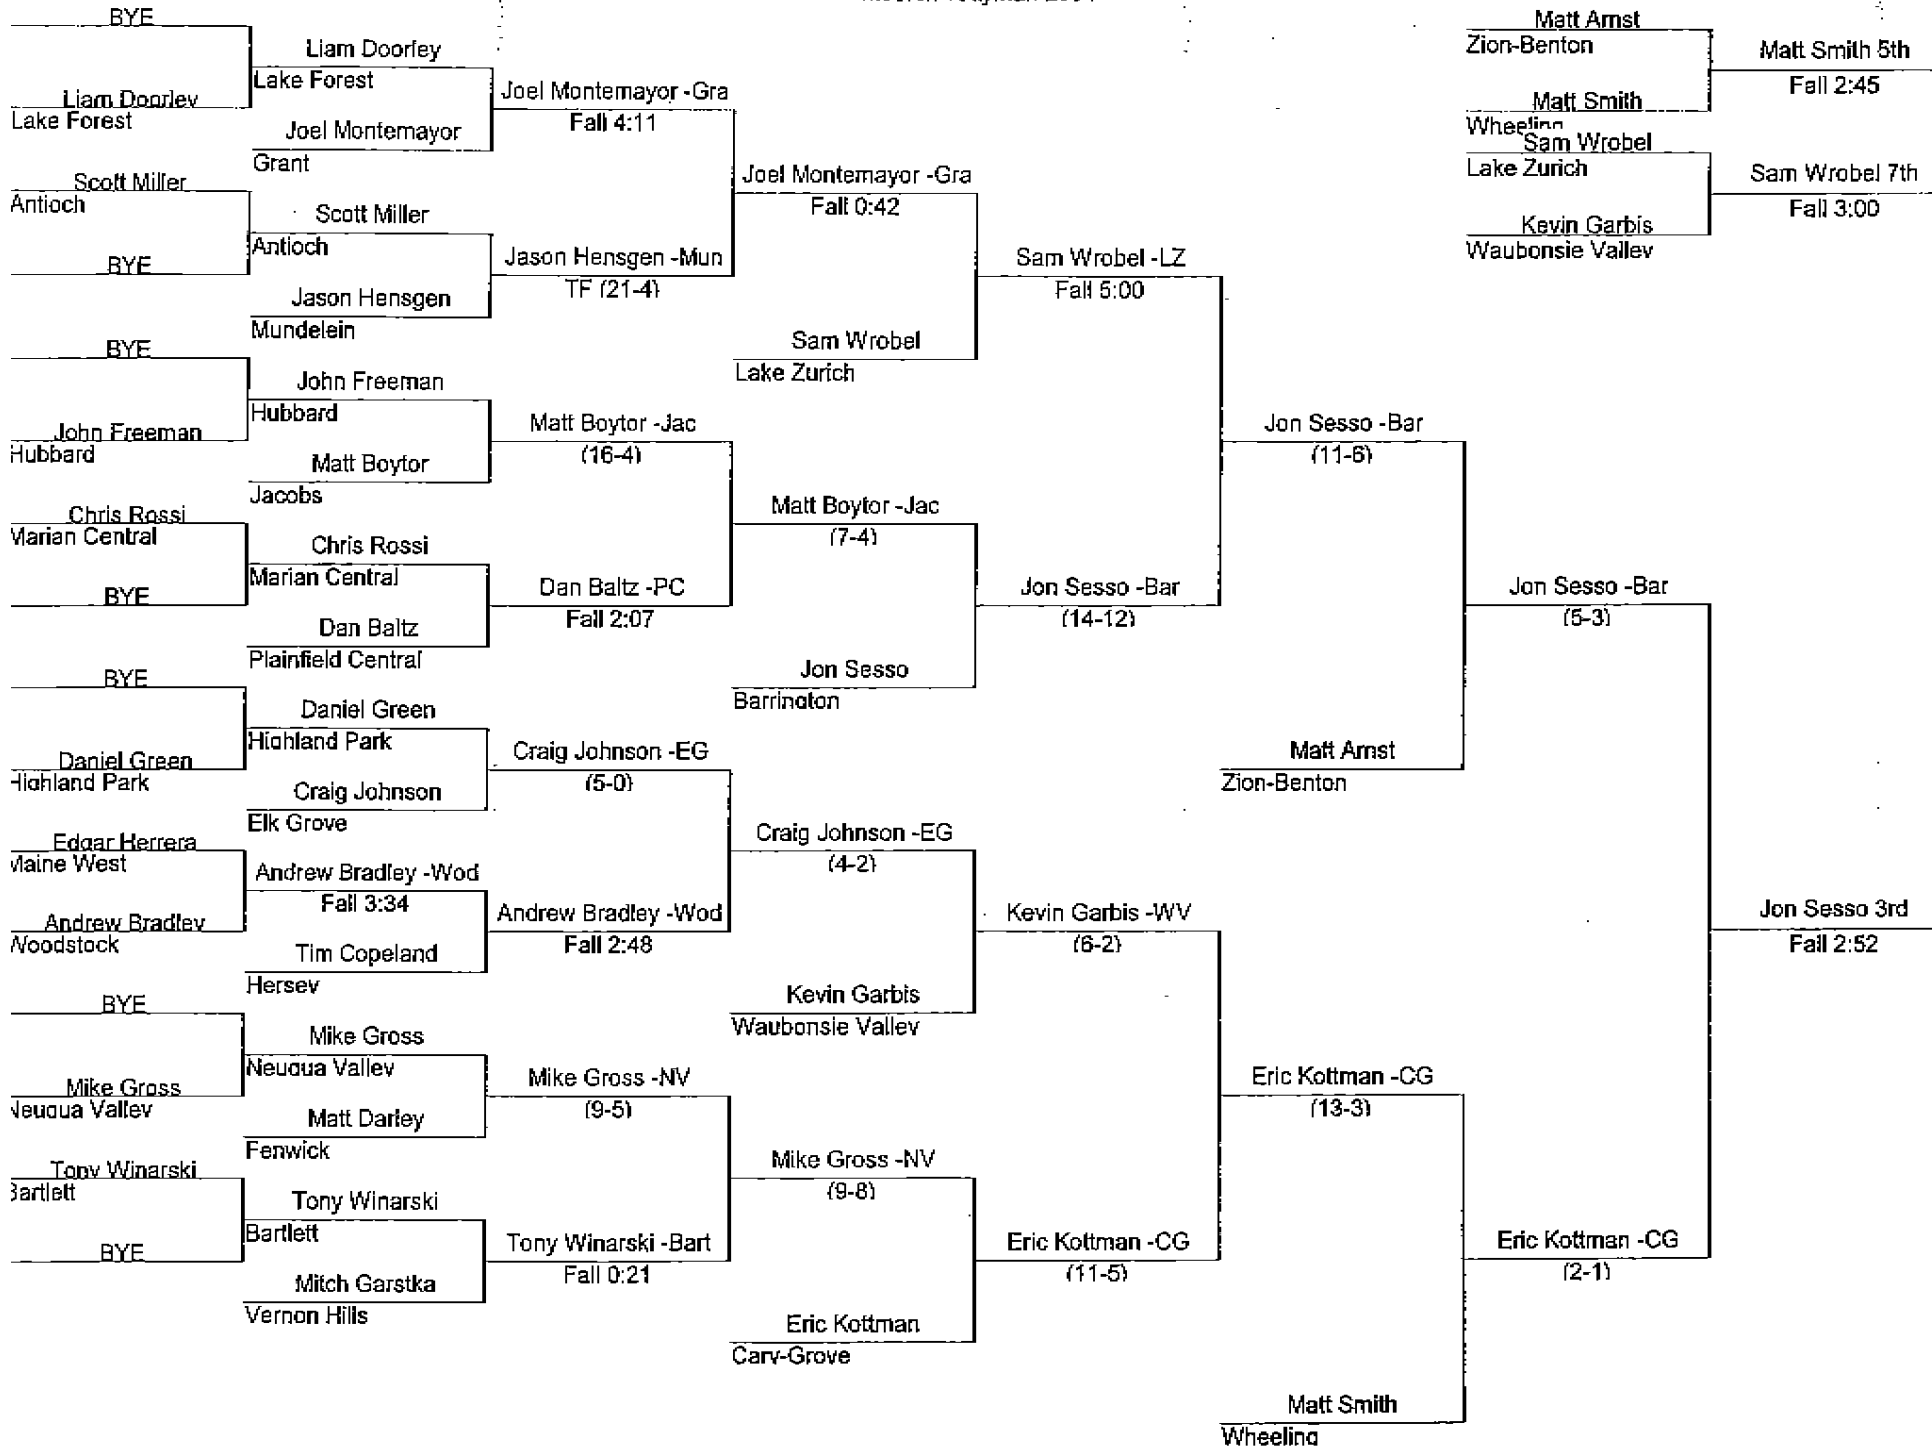 BYE
Liam Doorley
Lake Forest
Scott Miller
Antioch
BYE
BYE
John Freeman
Hubbard
Chris Rossi
Marian Central
BYE
BYE
Daniel Green
Highland Park
Edgar Herrera
Maine West
Andrew Bradley
Woodstock
BYE
Mike Gross
Neuqua Valley
Tony Winarski
Bartlett
BYE
Liam Doorley
Lake Forest
Joel Montemayor
Grant
Scott Miller
Antioch
Jason Hensgen
Mundelein
John Freeman
Hubbard
Matt Boytor
Jacobs
Chris Rossi
Marian Central
Dan Baltz
Plainfield Central
Daniel Green
Highland Park
Craig Johnson
Elk Grove
Andrew Bradley -Wod
Fall 3:34
Tim Copeland
Hersey
Mike Gross
Neuqua Valley
Matt Darley
Fenwick
Tony Winarski
Bartlett
Mitch Garstka
Vernon Hills
Joel Montemayor -Gra
Fall 4:11
Jason Hensgen -Mun
TF (21-4)
Matt Boytor -Jac
(16-4)
Dan Baltz -PC
Fall 2:07
Craig Johnson -EG
(5-0)
Andrew Bradley -Wod
Fall 2:48
Mike Gross -NV
(9-5)
Tony Winarski -Bart
Fall 0:21
Joel Montemayor -Gra
Fall 0:42
Sam Wrobel
Lake Zurich
Matt Boytor -Jac
(7-4)
Jon Sesso
Barrington
Craig Johnson -EG
(4-2)
Kevin Garbis
Waubonsie Valley
Mike Gross -NV
(9-8)
Eric Kottman
Cary-Grove
Sam Wrobel -LZ
Fall 5:00
Jon Sesso -Bar
(14-12)
Kevin Garbis -WV
(6-2)
Eric Kottman -CG
(11-5)
Jon Sesso -Bar
(11-6)
Matt Arnst
Zion-Benton
Eric Kottman -CG
(13-3)
Matt Smith
Wheeling
Jon Sesso -Bar
(5-3)
Eric Kottman -CG
(2-1)
Jon Sesso 3rd
Fall 2:52
Matt Arnst
Zion-Benton
Matt Smith
Wheeling
Matt Smith 5th
Fall 2:45
Sam Wrobel
Lake Zurich
Kevin Garbis
Waubonsie Valley
Sam Wrobel 7th
Fall 3:00